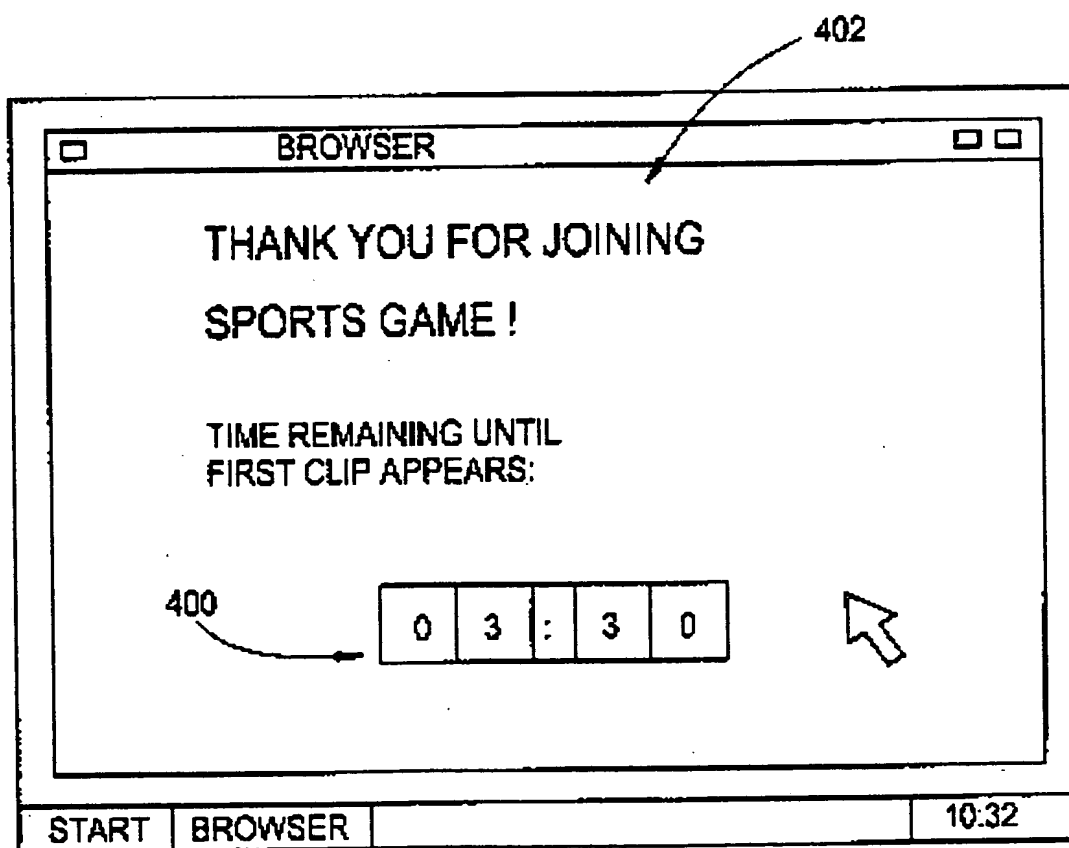 402
BROWSER
THANK YOU FOR JOINING
SPORTS GAME !
TIME REMAINING UNTIL
FIRST CLIP APPEARS:
400
0 3 : 3 0
START BROWSER 10:32